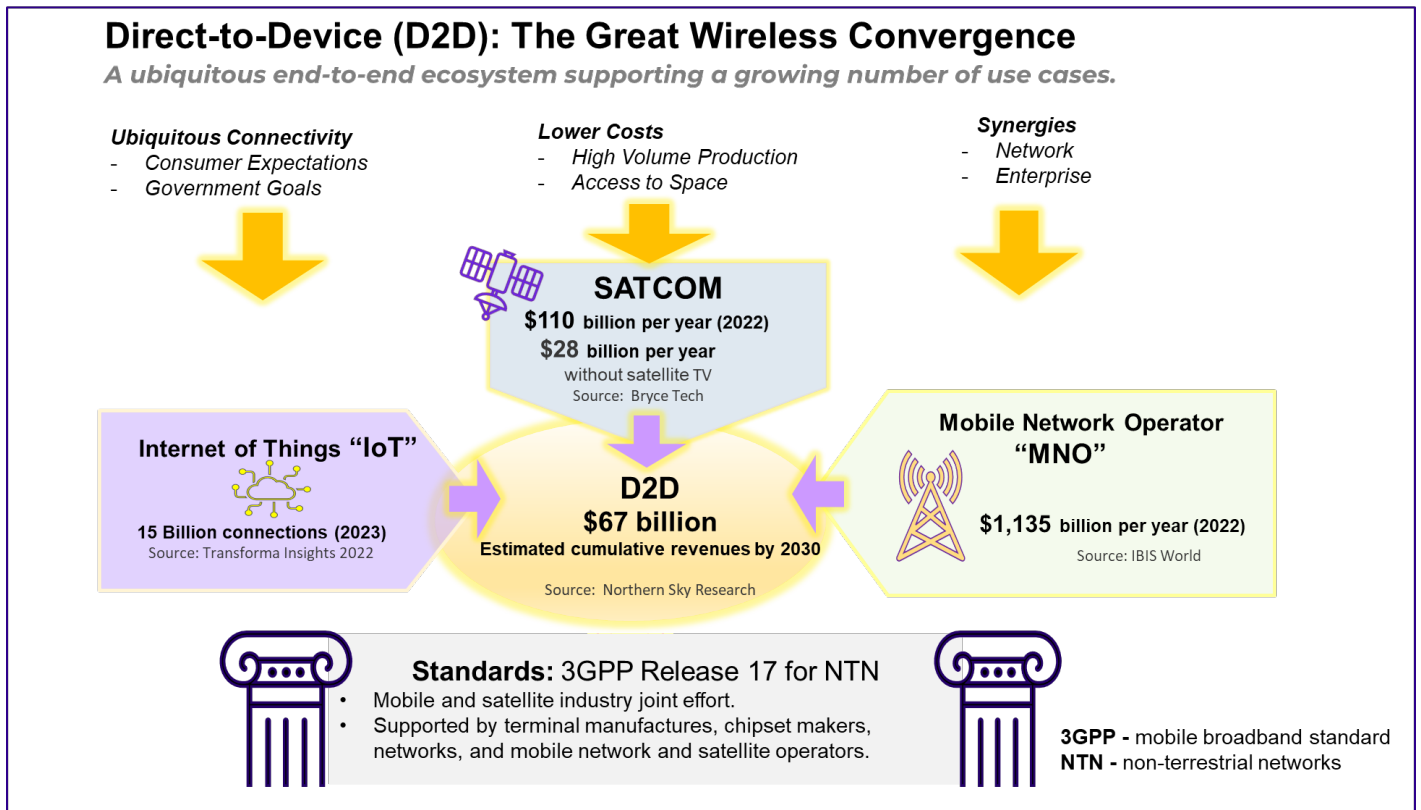 Direct-to-Device (D2D): The Great Wireless Convergence
A ubiquitous end-to-end ecosystem supporting a growing number of use cases.
Ubiquitous Connectivity
- Consumer Expectations
- Government Goals
Lower Costs
- High Volume Production
- Access to Space
Synergies
- Network
- Enterprise
SATCOM
$110 billion per year (2022)
$28 billion per year
without satellite TV
Source: Bryce Tech
Internet of Things “IoT”
15 Billion connections (2023)
Source: Transforma Insights 2022
D2D
$67 billion
Estimated cumulative revenues by 2030
Source: Northern Sky Research
Mobile Network Operator
“MNO”
$1,135 billion per year (2022)
Source: IBIS World
Standards: 3GPP Release 17 for NTN
• Mobile and satellite industry joint effort.
• Supported by terminal manufactures, chipset makers,
networks, and mobile network and satellite operators.
3GPP - mobile broadband standard
NTN - non-terrestrial networks